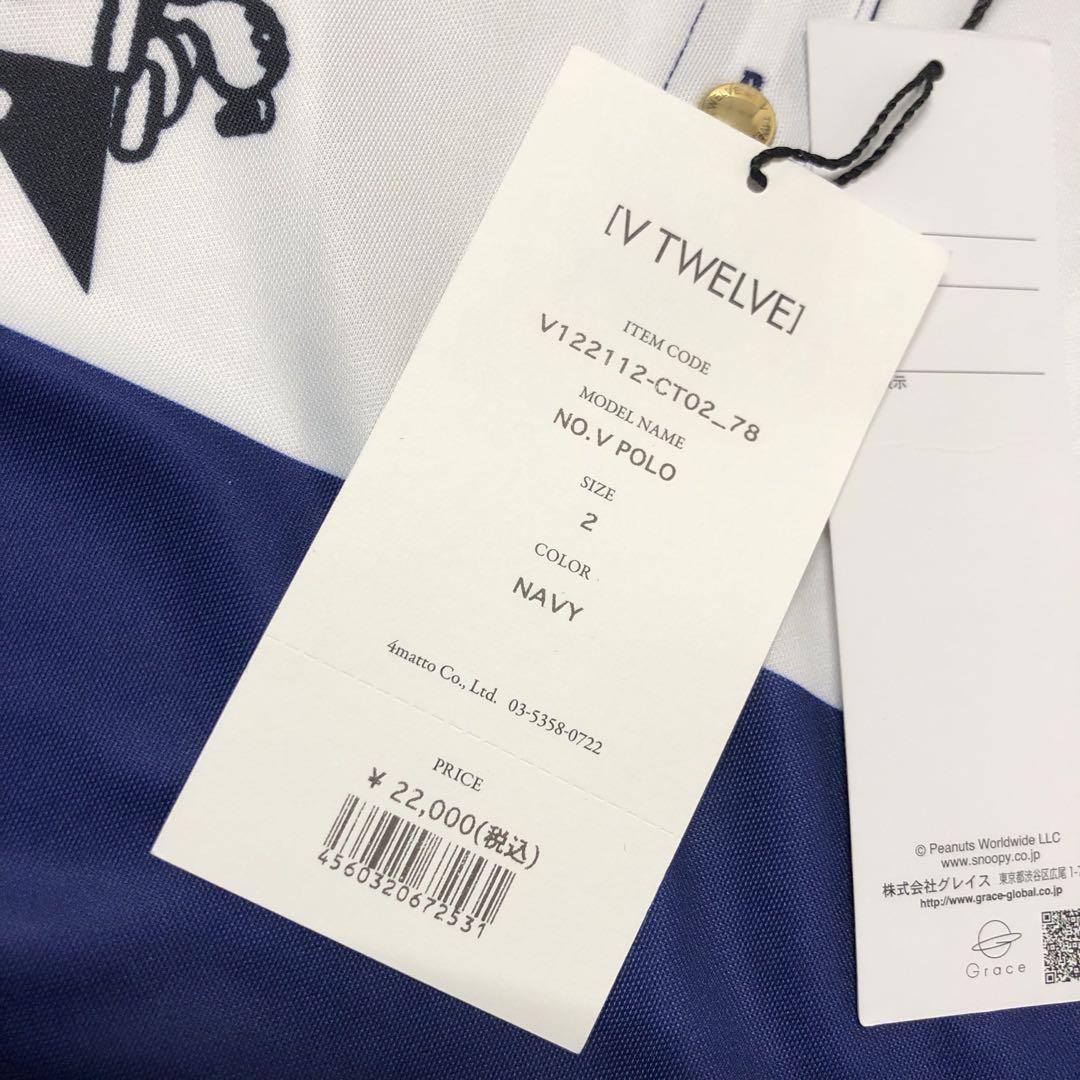 [V TWELVE]
ITEM CODE
V122112-CT02_78
MODEL NAME
NO.V POLO
SIZE
2
COLOR
NAVY
4matto Co., Ltd. 03-5358-0722
PRICE
¥ 22,000(税込)
4560320672531
V TWELVE
示
© Peanuts Worldwide LLC
www.snoopy.co.jp
株式会社グレイス 東京都渋谷区広尾 1-
http://www.grace-global.co.jp
Grace